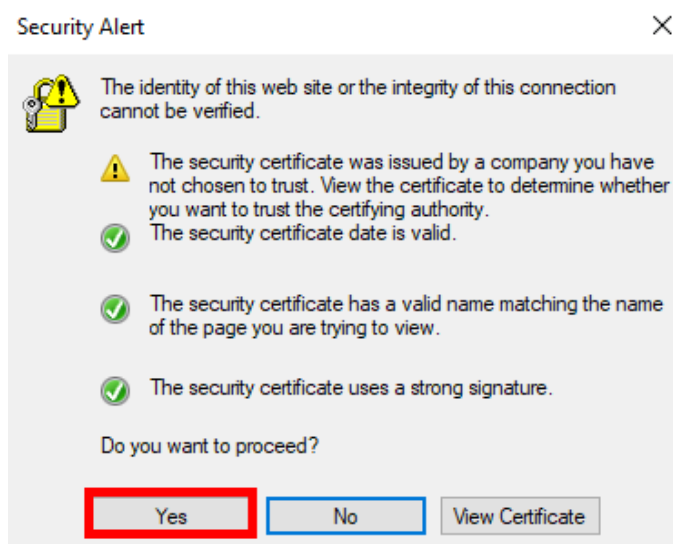 Security Alert
The identity of this web site or the integrity of this connection
cannot be verified.
The security certificate was issued by a company you have
not chosen to trust. View the certificate to determine whether
you want to trust the certifying authority.
The security certificate date is valid.
The security certificate has a valid name matching the name
of the page you are trying to view.
The security certificate uses a strong signature.
Do you want to proceed?
Yes
No
View Certificate